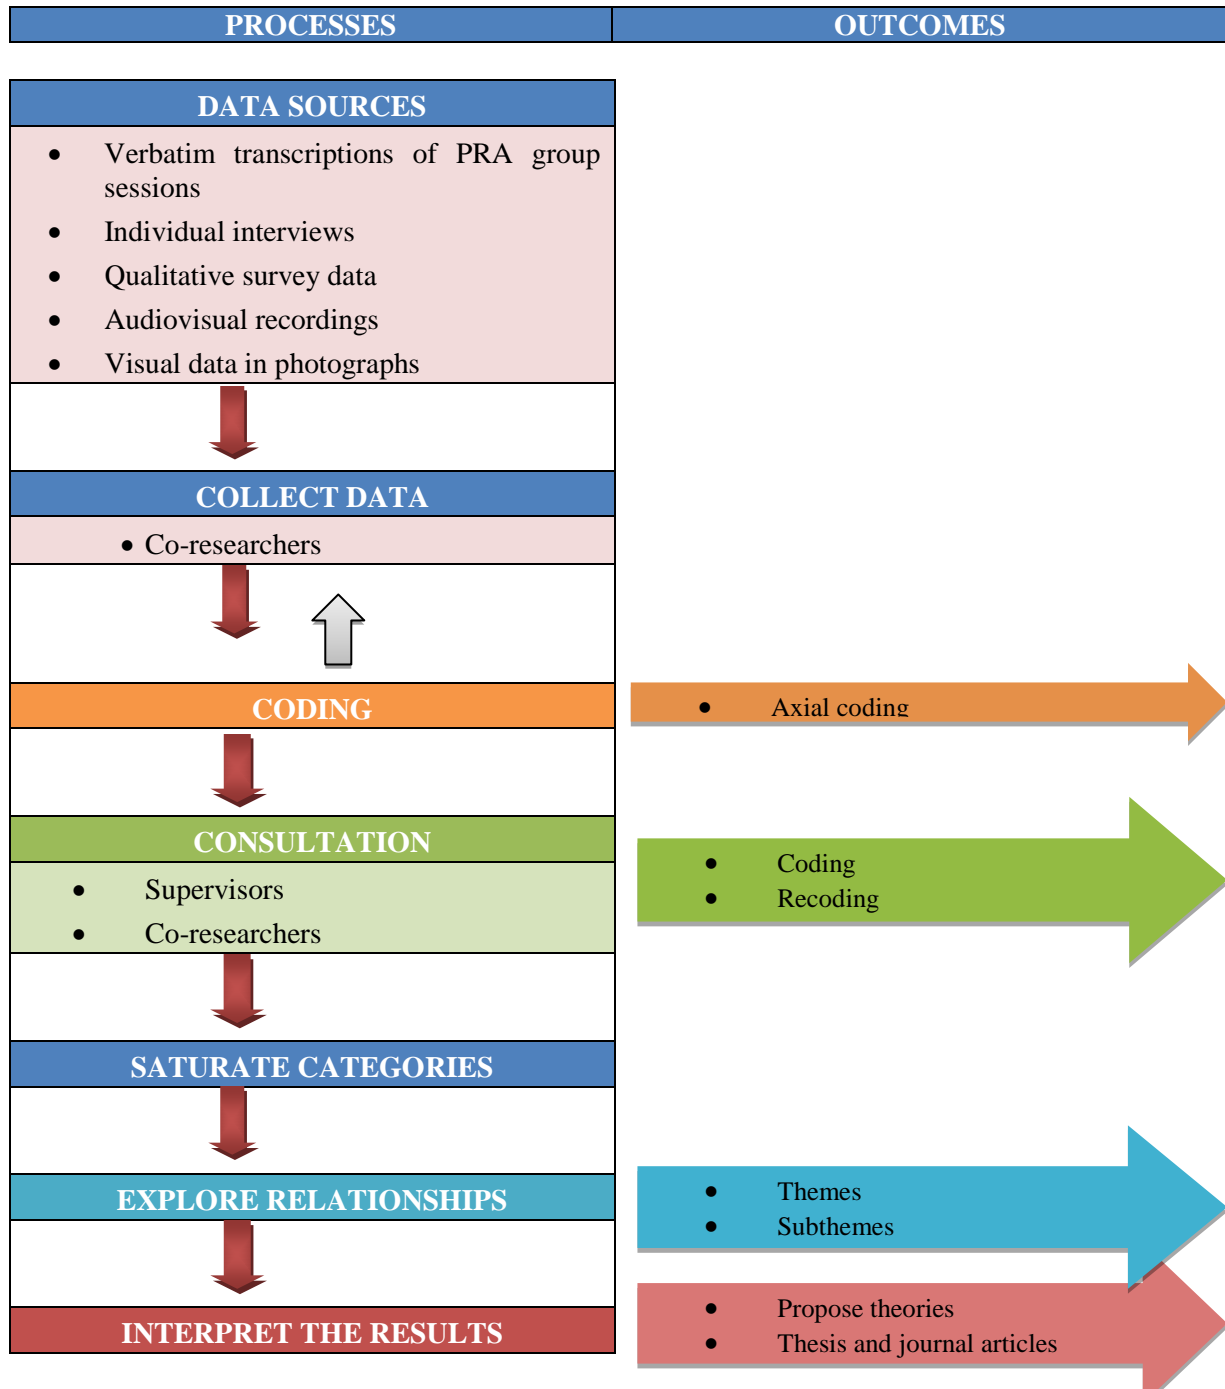 PROCESSES
OUTCOMES
DATA SOURCES
• Verbatim transcriptions of PRA group
sessions
• Individual interviews
• Qualitative survey data
• Audiovisual recordings
• Visual data in photographs
COLLECT DATA
• Co-researchers
CODING
• Axial coding
CONSULTATION
• Supervisors
• Co-researchers
• Coding
• Recoding
SATURATE CATEGORIES
EXPLORE RELATIONSHIPS
• Themes
• Subthemes
INTERPRET THE RESULTS
• Propose theories
• Thesis and journal articles